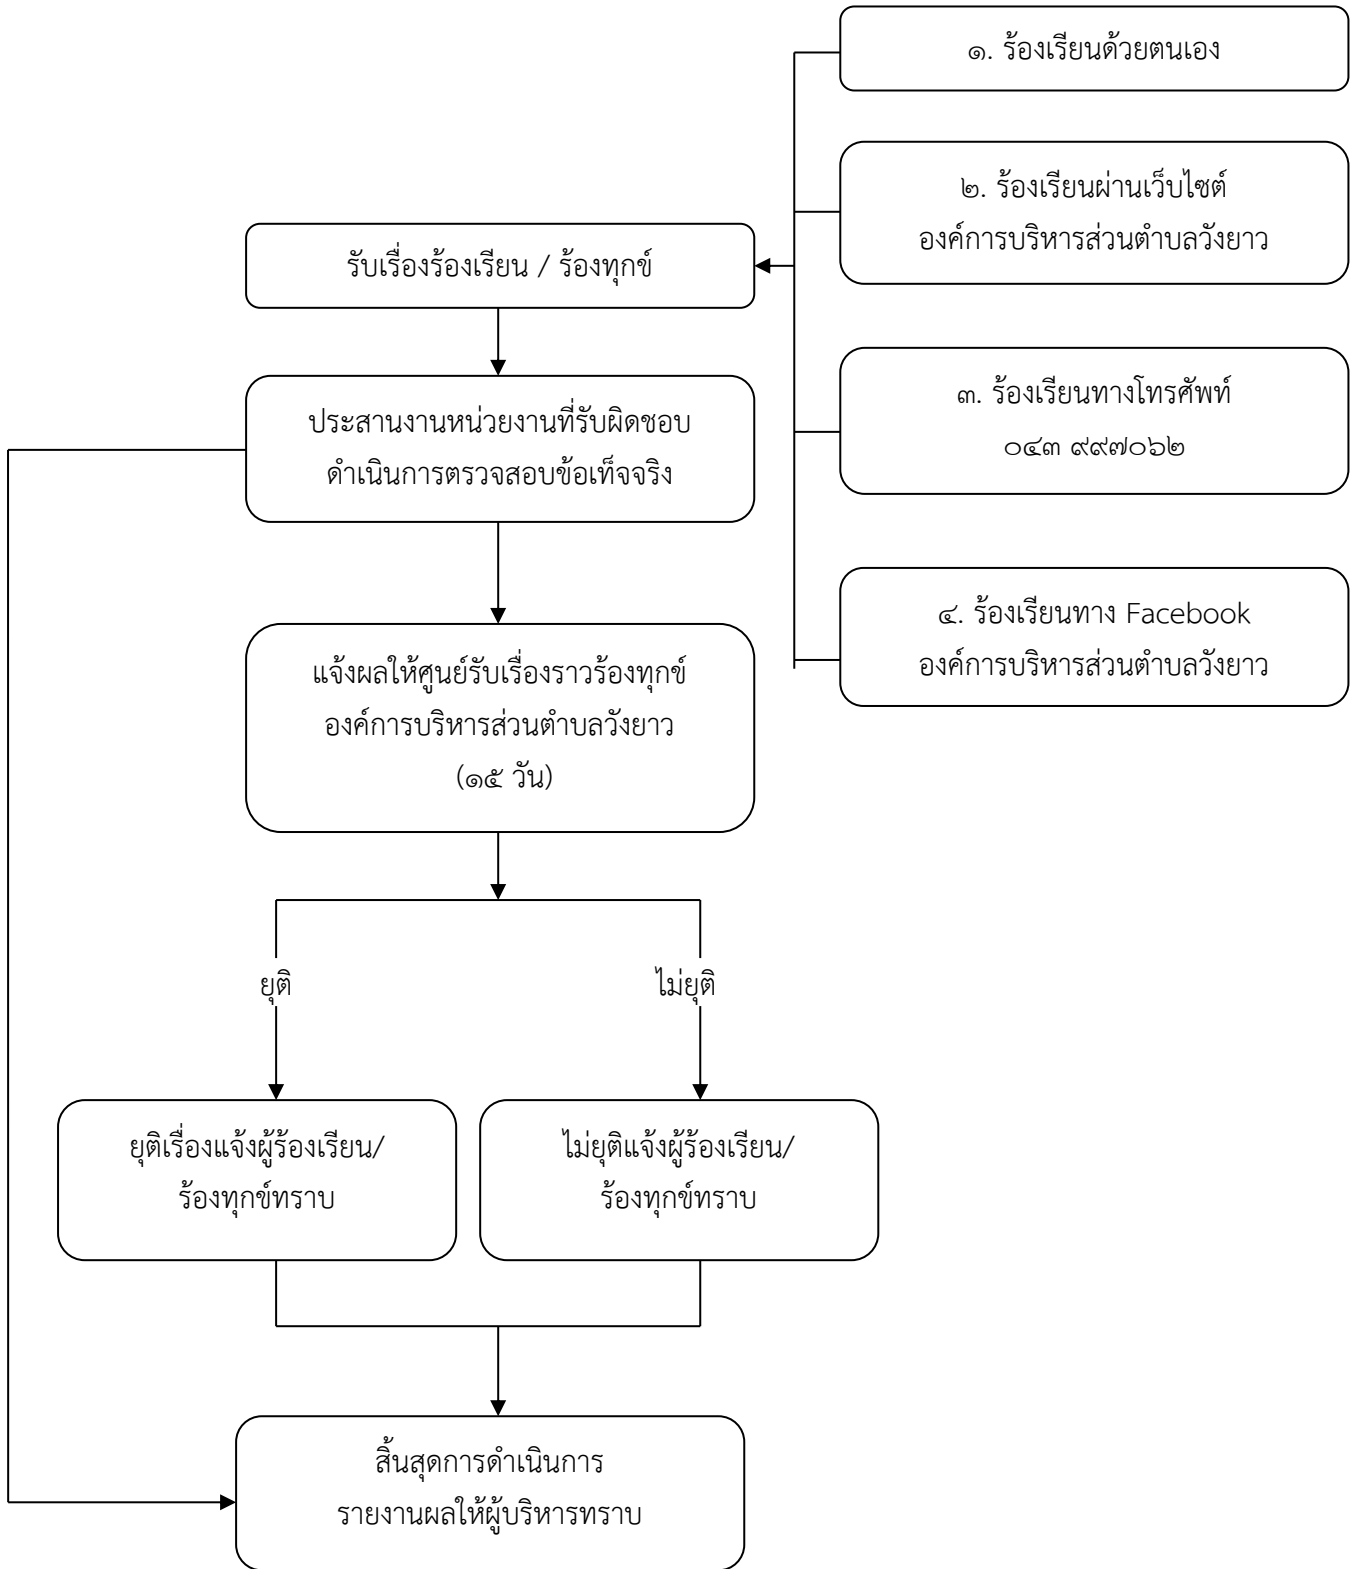 ๑. ร้องเรียนด้วยตนเอง
๒. ร้องเรียนผ่านเว็บไซต์
องค์การบริหารส่วนตำบลวังยาว
รับเรื่องร้องเรียน / ร้องทุกข์
๓. ร้องเรียนทางโทรศัพท์
๐๔๓ ๙๙๗๐๖๒
ประสานงานหน่วยงานที่รับผิดชอบ
ดำเนินการตรวจสอบข้อเท็จจริง
๔. ร้องเรียนทาง Facebook
องค์การบริหารส่วนตำบลวังยาว
แจ้งผลให้ศูนย์รับเรื่องราวร้องทุกข์
องค์การบริหารส่วนตำบลวังยาว
(๑๕ วัน)
ยุติ
ไม่ยุติ
ยุติเรื่องแจ้งผู้ร้องเรียน/
ร้องทุกข์ทราบ
ไม่ยุติแจ้งผู้ร้องเรียน/
ร้องทุกข์ทราบ
สิ้นสุดการดำเนินการ
รายงานผลให้ผู้บริหารทราบ